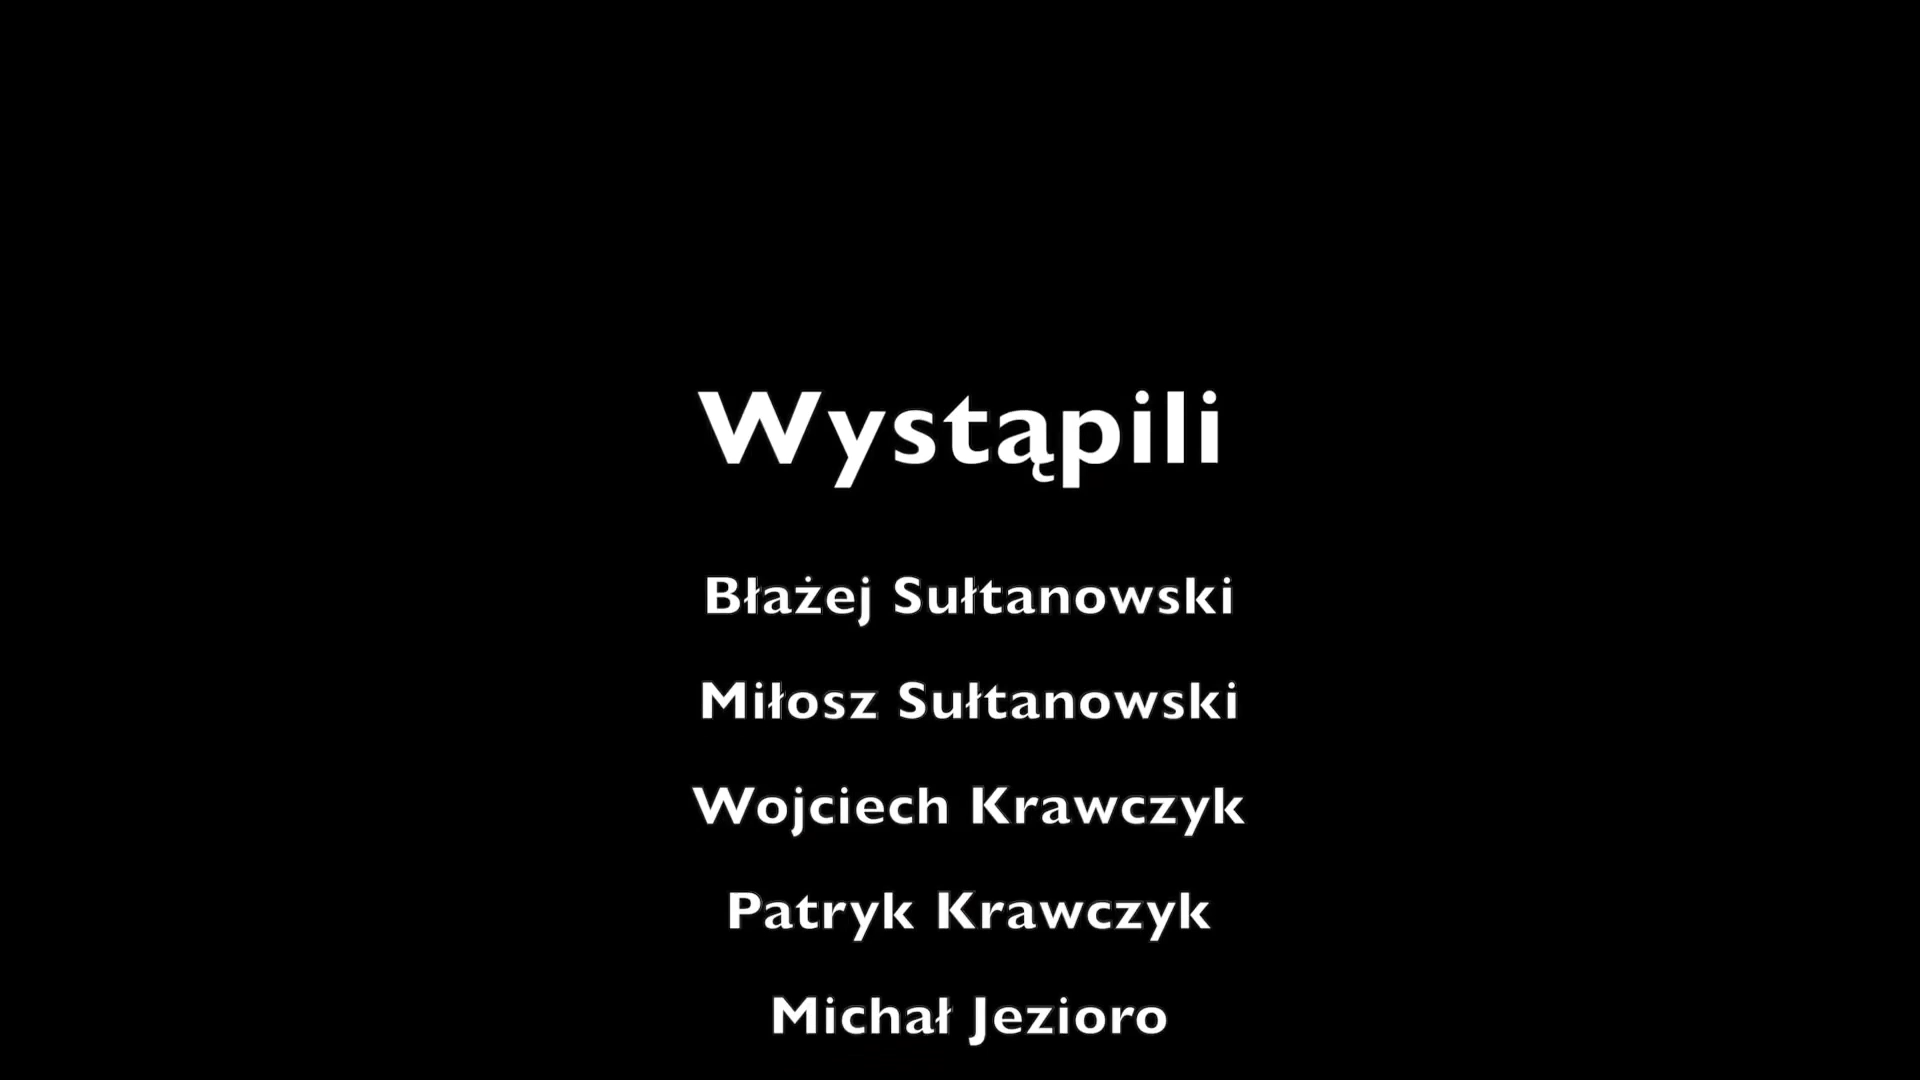 Wystąpili
Błażej Sułtanowski
Miłosz Sułtanowski
Wojciech Krawczyk
Patryk Krawczyk
Michał Jezioro